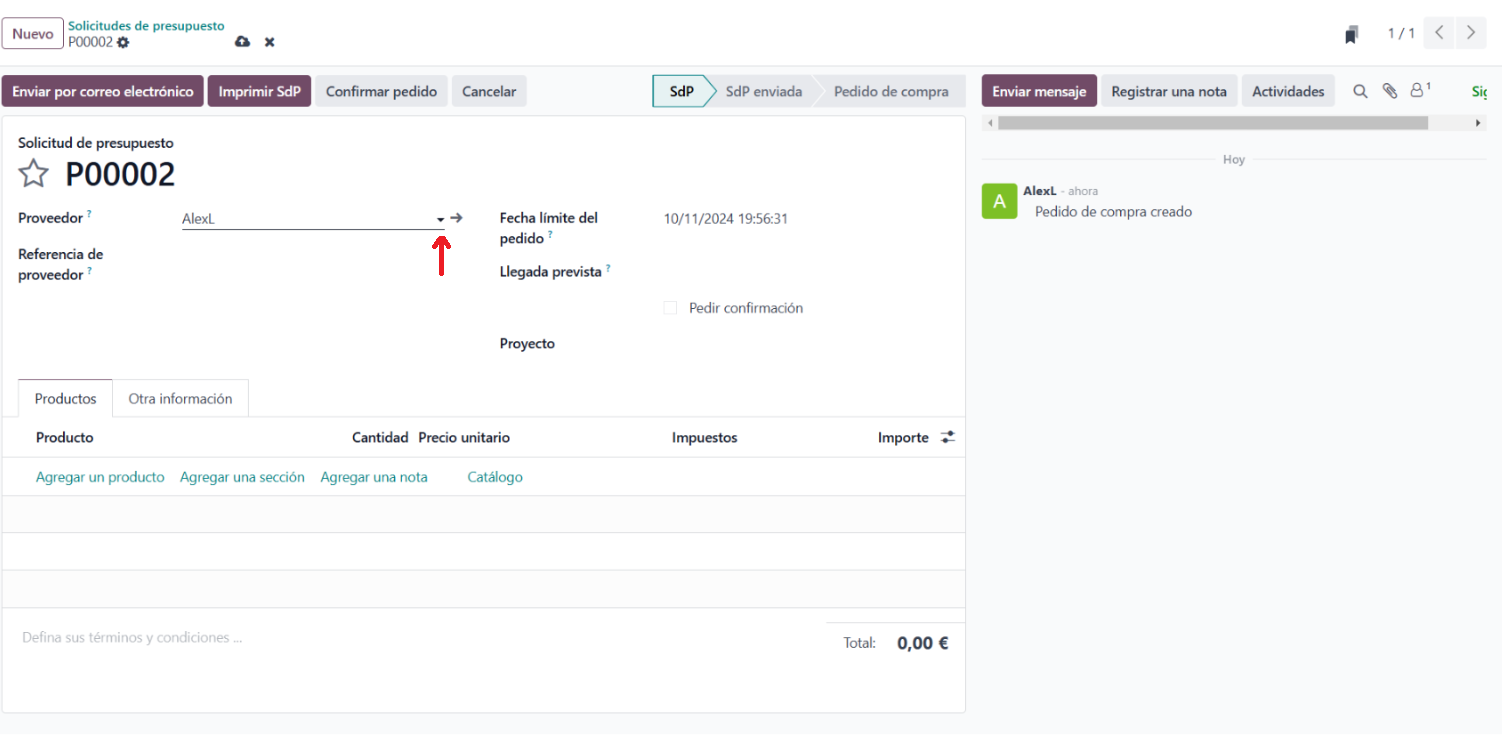 Nuevo
Solicitudes de presupuesto
P00002
1 / 1
Enviar por correo electrónico
Imprimir SdP
Confirmar pedido
Cancelar
SdP
SdP enviada
Pedido de compra
Enviar mensaje
Registrar una nota
Actividades
1
Solicitud de presupuesto
P00002
Proveedor ?
AlexL
Referencia de
proveedor ?
Fecha límite del
pedido ?
10/11/2024 19:56:31
Llegada prevista ?
Pedir confirmación
Proyecto
Hoy
A
AlexL - ahora
Pedido de compra creado
Productos
Otra información
Producto
Cantidad
Precio unitario
Impuestos
Importe
Agregar un producto
Agregar una sección
Agregar una nota
Catálogo
Defina sus términos y condiciones ...
Total: 0,00 €